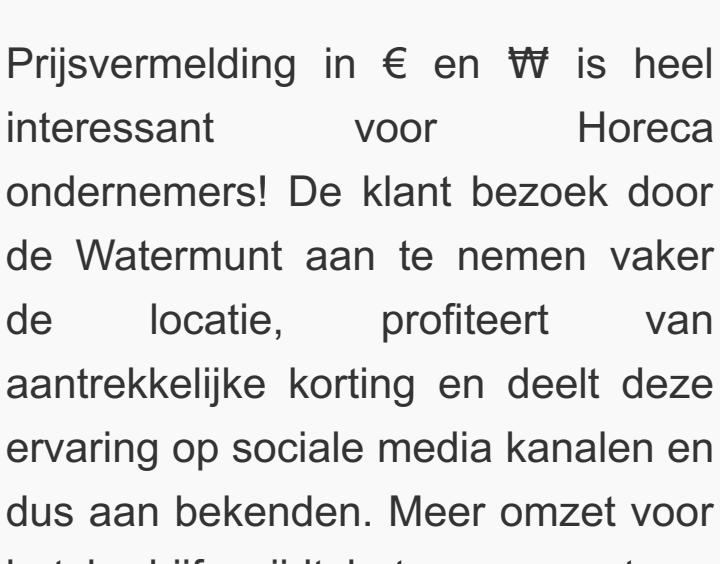 Prijsvermelding in € en ₩ is heel
interessant voor Horeca
ondernemers! De klant bezoek door
de Watermunt aan te nemen vaker
de locatie, profiteert van
aantrekkelijke korting en deelt deze
ervaring op sociale media kanalen en
dus aan bekenden. Meer omzet voor